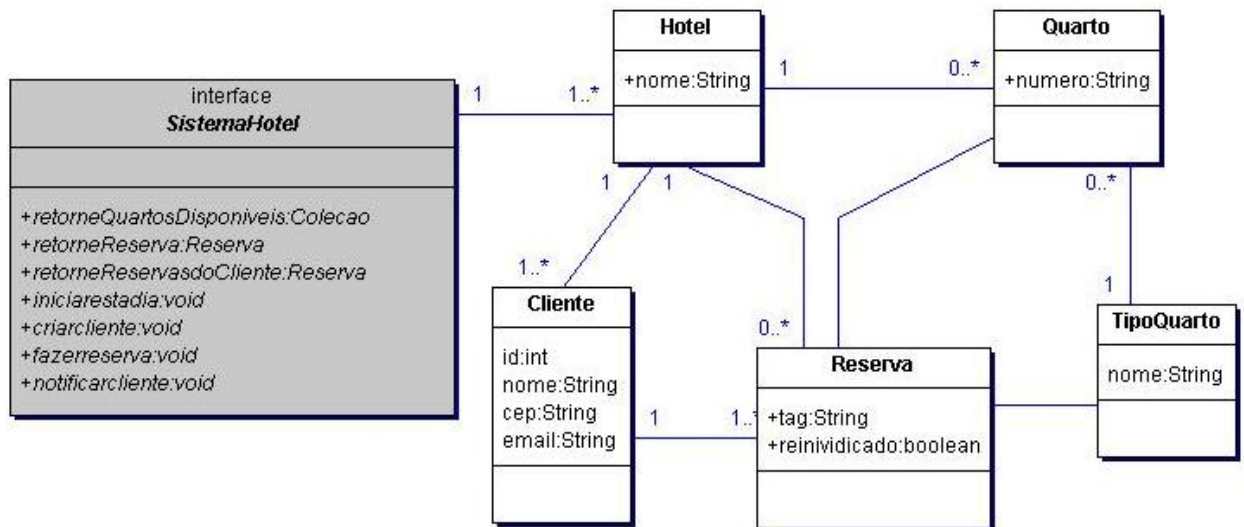 interface
SistemaHotel
+retorneQuartosDisponiveis:Colecao
+retorneReserva:Reserva
+retorneReservasdoCliente:Reserva
+iniciarestadia:void
+criarcliente:void
+fazerreserva:void
+notificarcliente:void
1
1..*
Hotel
+nome:String
1
0..*
Quarto
+numero:String
1
1
0..*
1..*
Cliente
id:int
nome:String
cep:String
email:String
0..*
1
TipoQuarto
nome:String
Reserva
+tag:String
+reinividicado:boolean
1
1..*